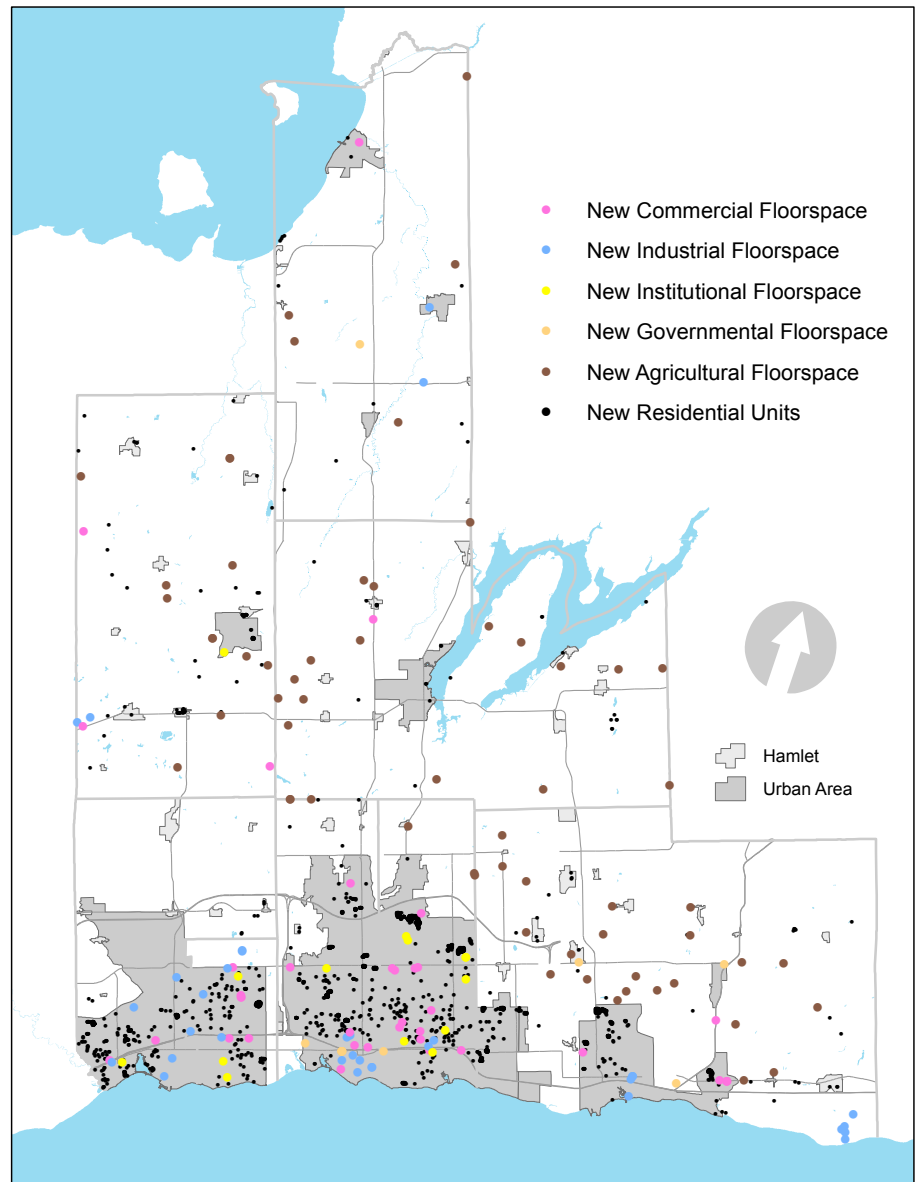 New Commercial Floorspace
New Industrial Floorspace
New Institutional Floorspace
New Governmental Floorspace
New Agricultural Floorspace
New Residential Units
Hamlet
Urban Area